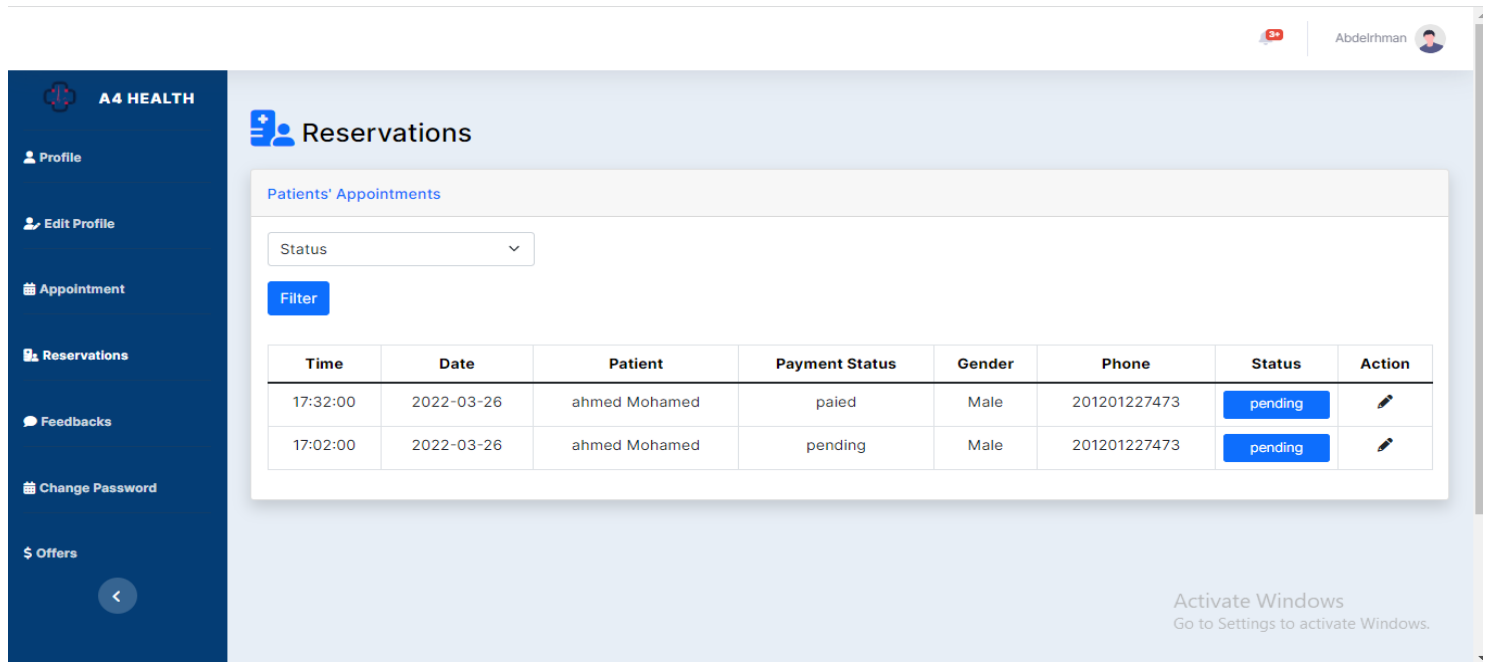 3+
Abdelrhman
A4 HEALTH
Profile
Edit Profile
Appointment
Reservations
Feedbacks
Change Password
$ Offers
Reservations
Patients' Appointments
Status
Filter
Time Date Patient Payment Status Gender Phone Status Action
17:32:00 2022-03-26 ahmed Mohamed paied Male 201201227473 pending
17:02:00 2022-03-26 ahmed Mohamed pending Male 201201227473 pending
Activate Windows
Go to Settings to activate Windows.